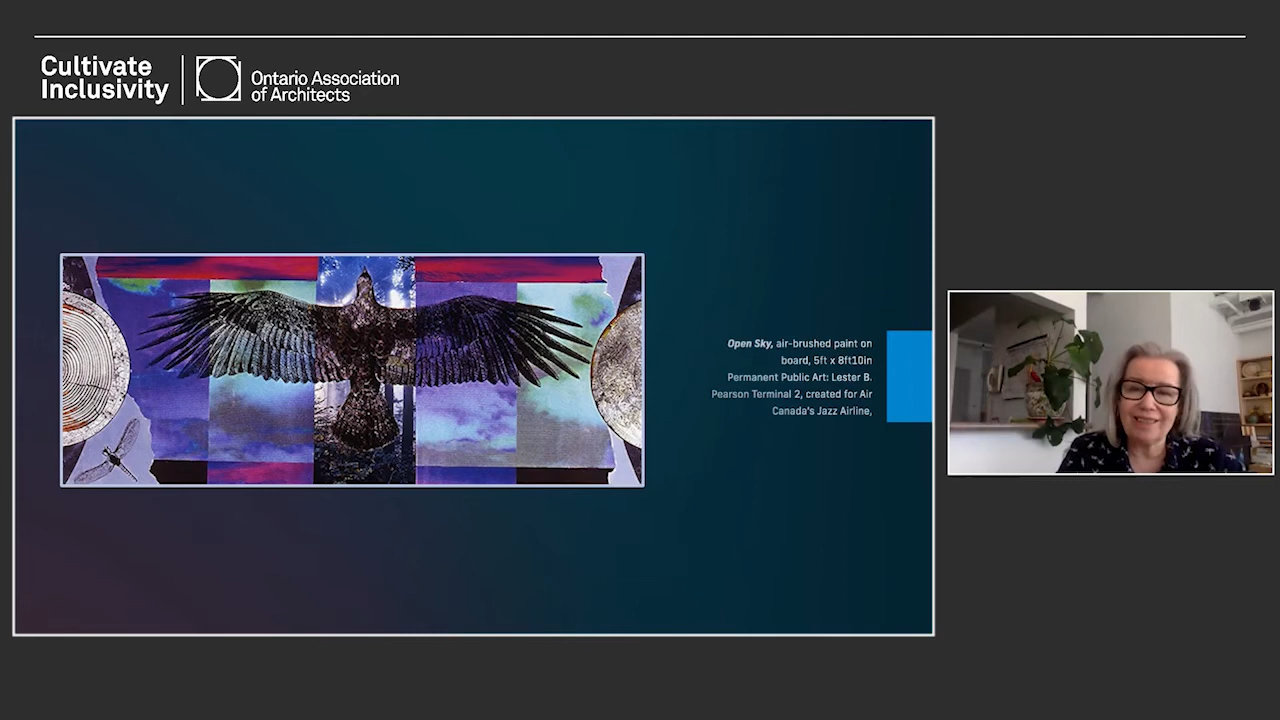 Cultivate
Inclusivity
Ontario Association
of Architects
Open Sky, air-brushed paint on
board, 5ft x 8ft10in
Permanent Public Art: Lester B.
Pearson Terminal 2, created for Air
Canada's Jazz Airline,